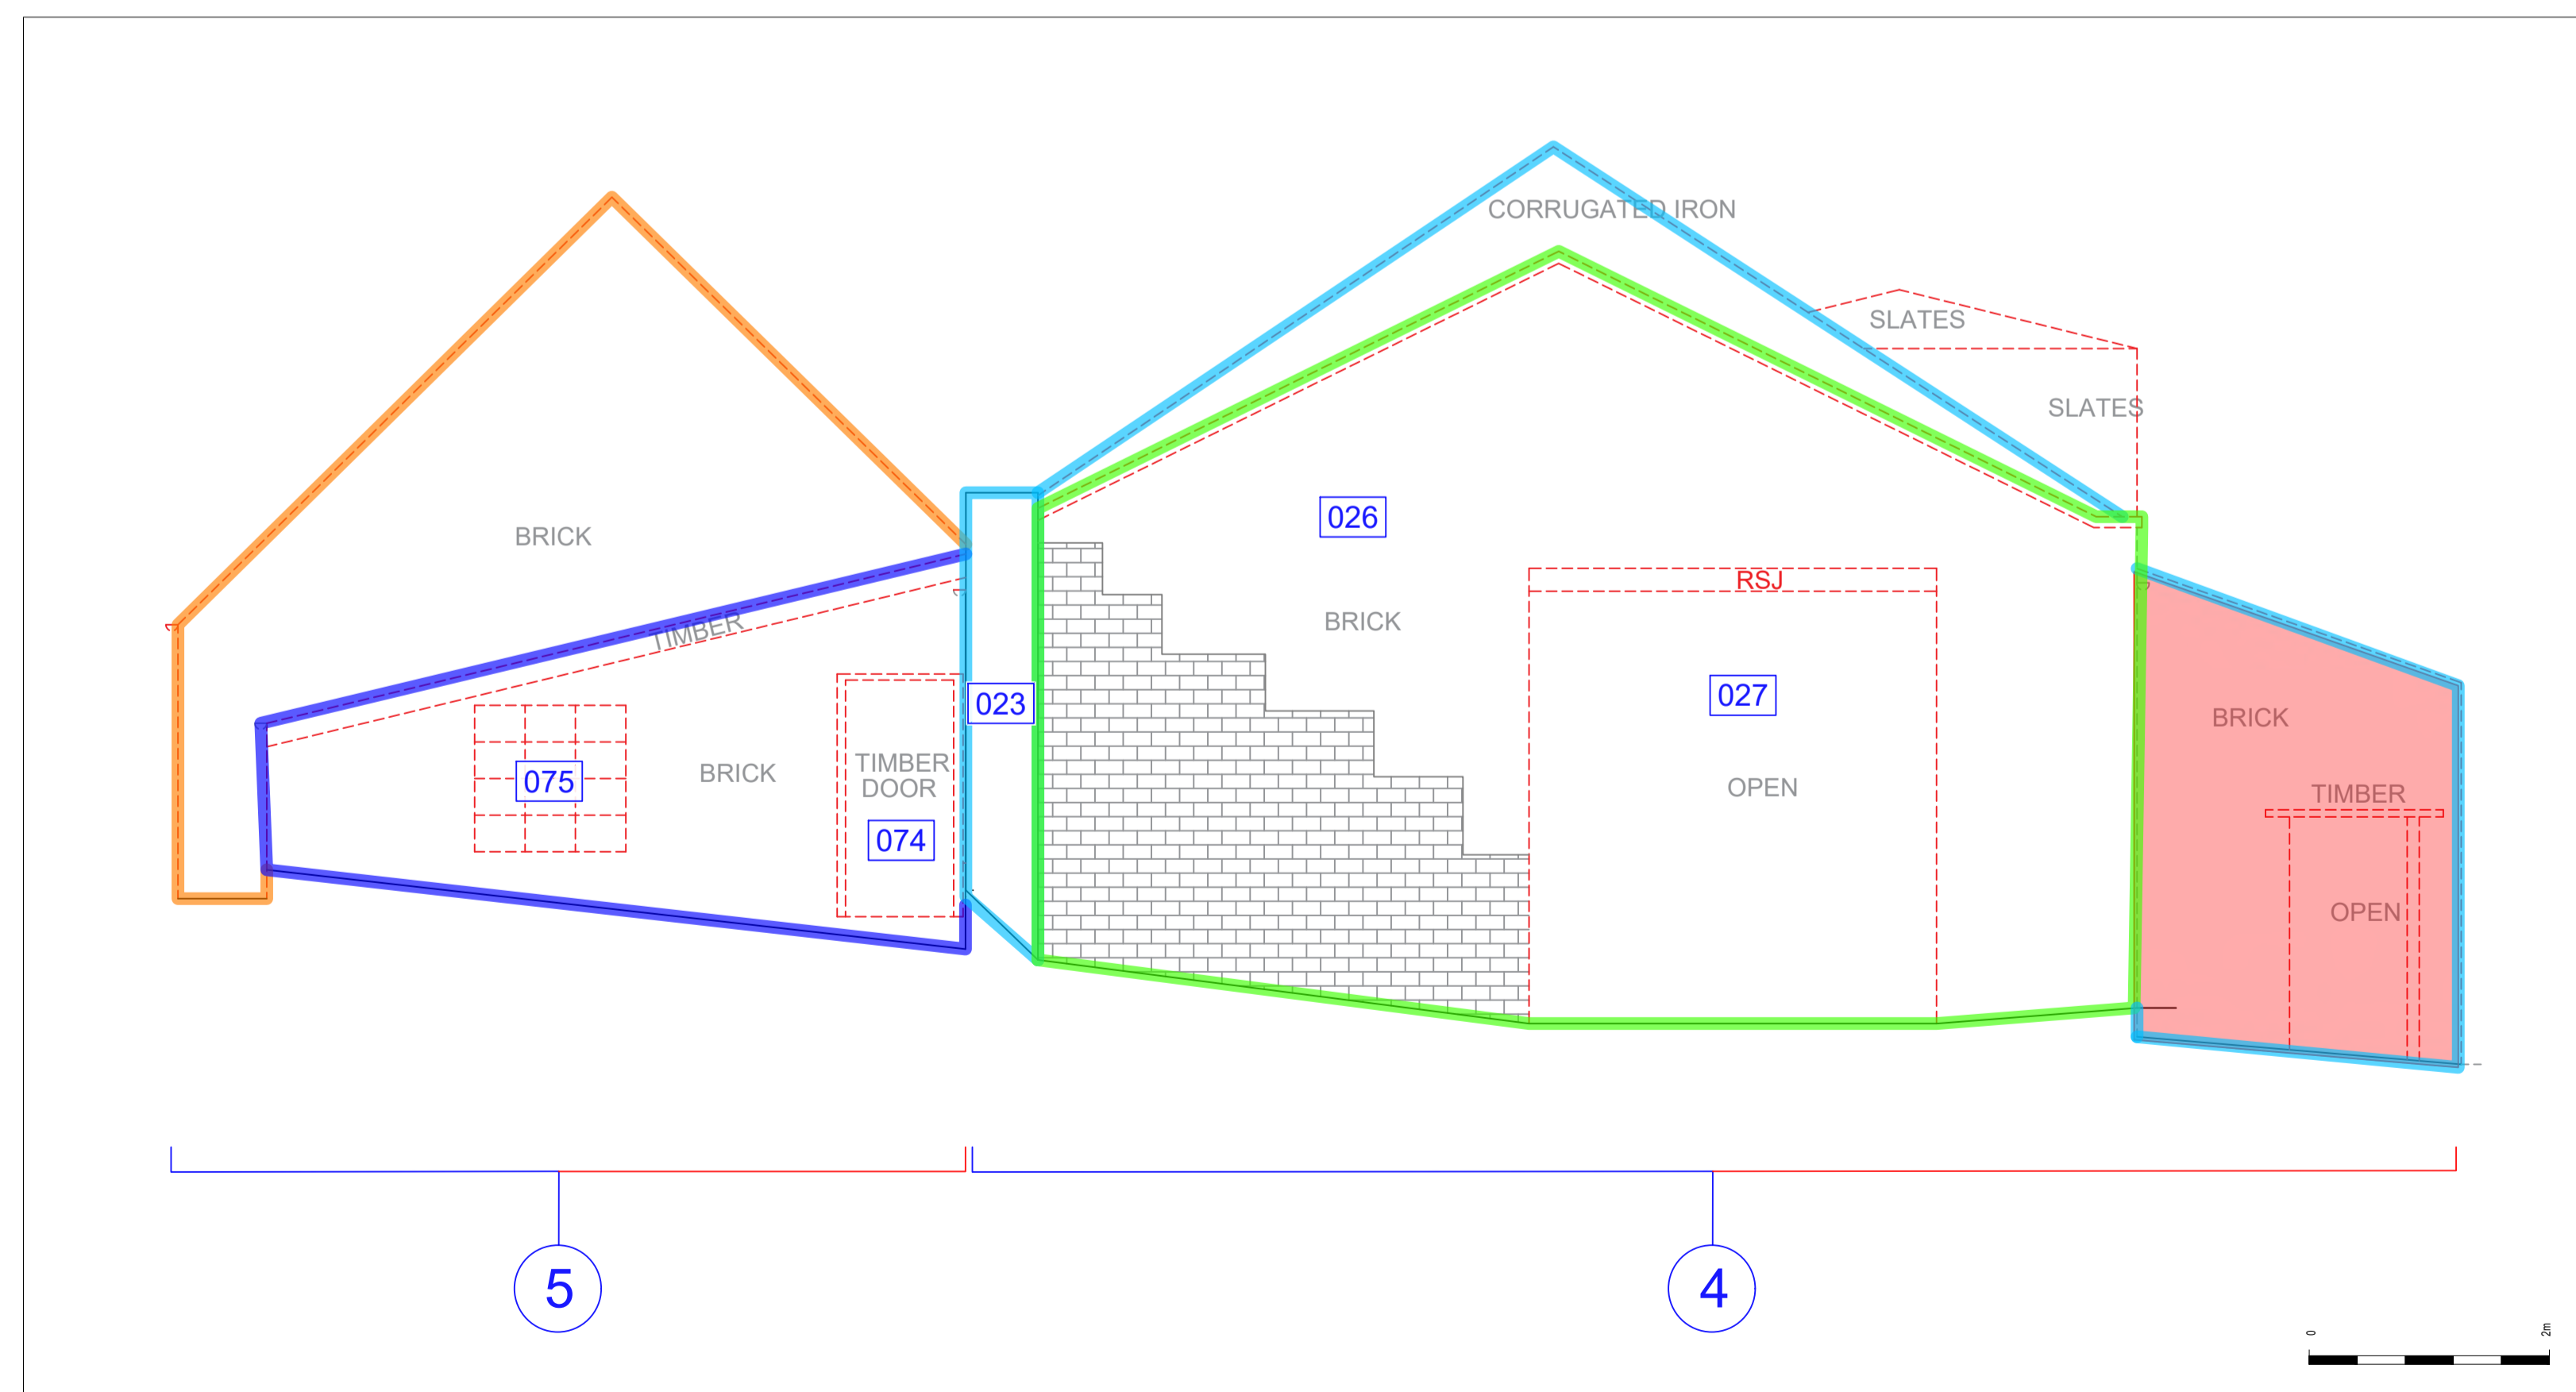 CORRUGATED IRON
SLATES
SLATES
026
BRICK
RSJ
BRICK
TIMBER
023
027
BRICK
TIMBER
DOOR
BRICK
075
OPEN
TIMBER
074
OPEN
5
4
0
2m